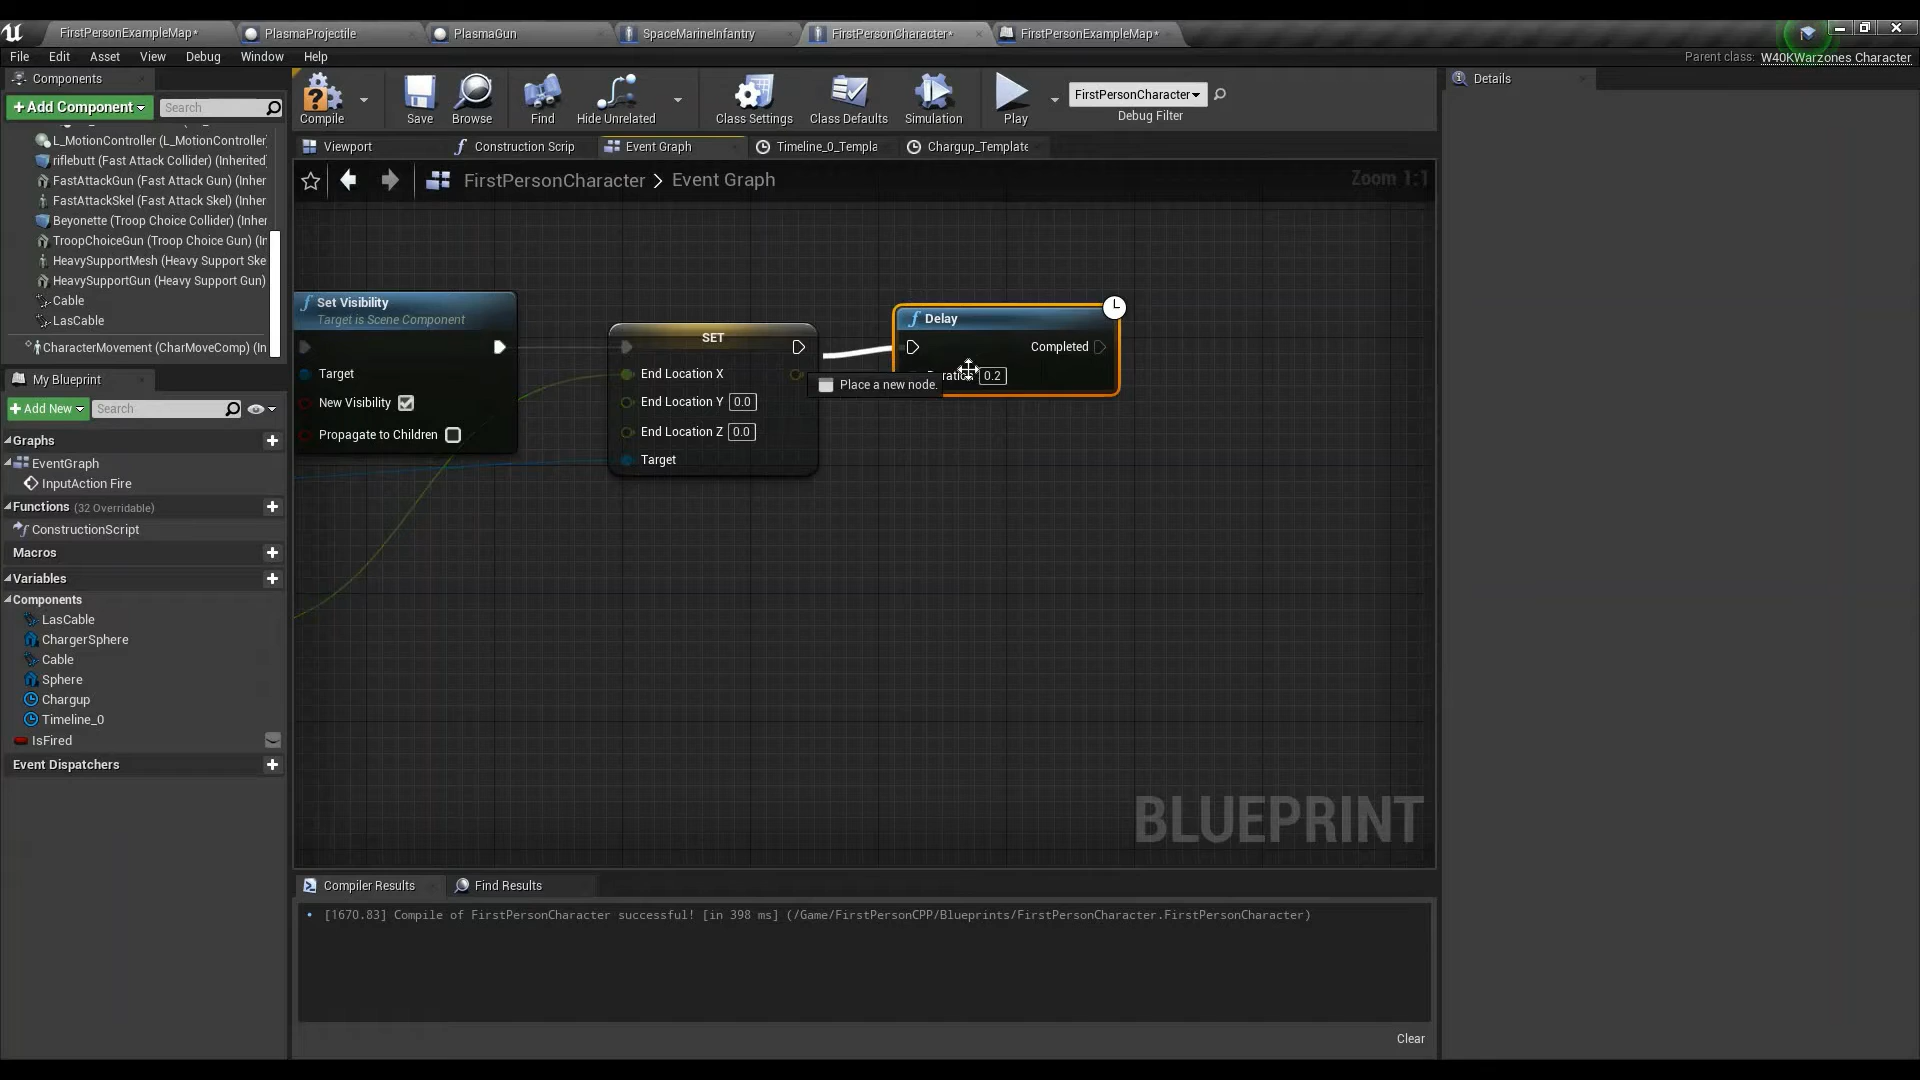 FirstPersonExampleMap*
PlasmaProjectile
PlasmaGun
SpaceMarineInfantry
FirstPersonCharacter*
FirstPersonExampleMap*
File Edit Asset View Debug Window Help
Parent class: W40KWarzones Character
Components
+Add Component
Search
L_MotionController (L_MotionController)
riflebutt (Fast Attack Collider) (Inherited)
FastAttackGun (Fast Attack Gun) (Inher
FastAttackSkel (Fast Attack Skel) (Inher
Beyonette (Troop Choice Collider) (Inher
TroopChoiceGun (Troop Choice Gun) (In
HeavySupportMesh (Heavy Support Ske
HeavySupportGun (Heavy Support Gun)
Cable
LasCable
CharacterMovement (CharMoveComp) (In
My Blueprint
+Add New
Search
Graphs
EventGraph
InputAction Fire
Functions (32 Overridable)
ConstructionScript
Macros
Variables
Components
LasCable
ChargerSphere
Cable
Sphere
Chargup
Timeline_0
IsFired
Event Dispatchers
Compile
Save
Browse
Find
Hide Unrelated
Class Settings
Class Defaults
Simulation
Play
FirstPersonCharacter
Debug Filter
Viewport
Construction Scrip
Event Graph
Timeline_0_Templa
Chargup_Template
FirstPersonCharacter > Event Graph
Zoom 1:1
Set Visibility
Target is Scene Component
Target
New Visibility
Propagate to Children
SET
End Location X
End Location Y 0.0
End Location Z 0.0
Target
Delay
Completed
0.2
Place a new node.
BLUEPRINT
Compiler Results
Find Results
[1670.83] Compile of FirstPersonCharacter successful! [in 398 ms] (/Game/FirstPersonCPP/Blueprints/FirstPersonCharacter.FirstPersonCharacter)
Clear
Details